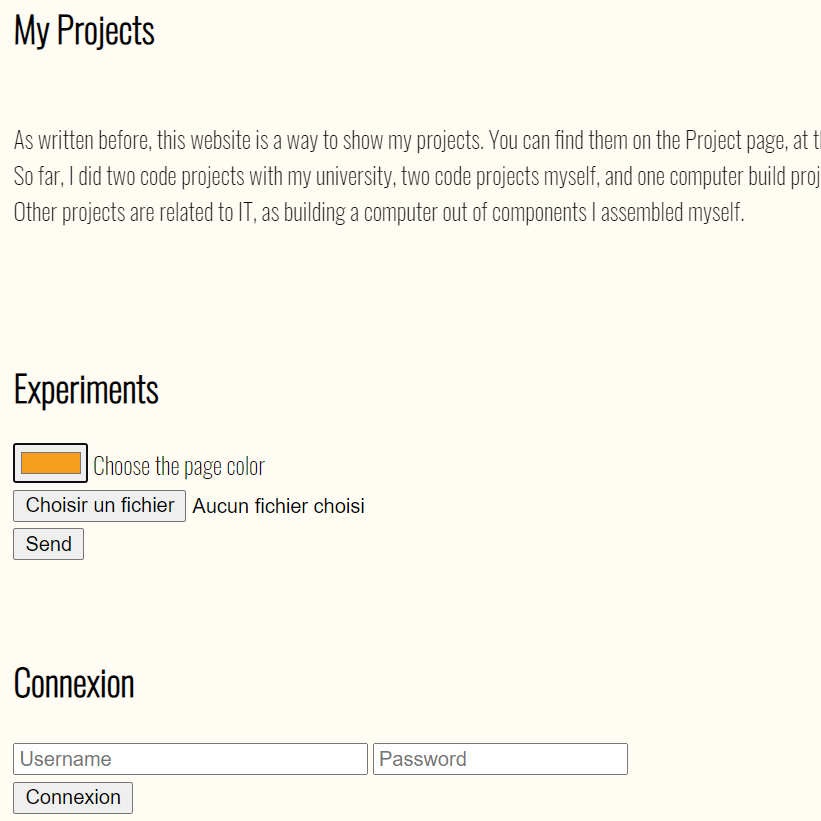 My Projects
As written before, this website is a way to show my projects. You can find them on the Project page, at
So far, I did two code projects with my university, two code projects myself, and one computer build
Other projects are related to IT, as building a computer out of components I assembled myself.
Experiments
Choose the page color
Choisir un fichier Aucun fichier choisi
Send
Connexion
Username Password
Connexion